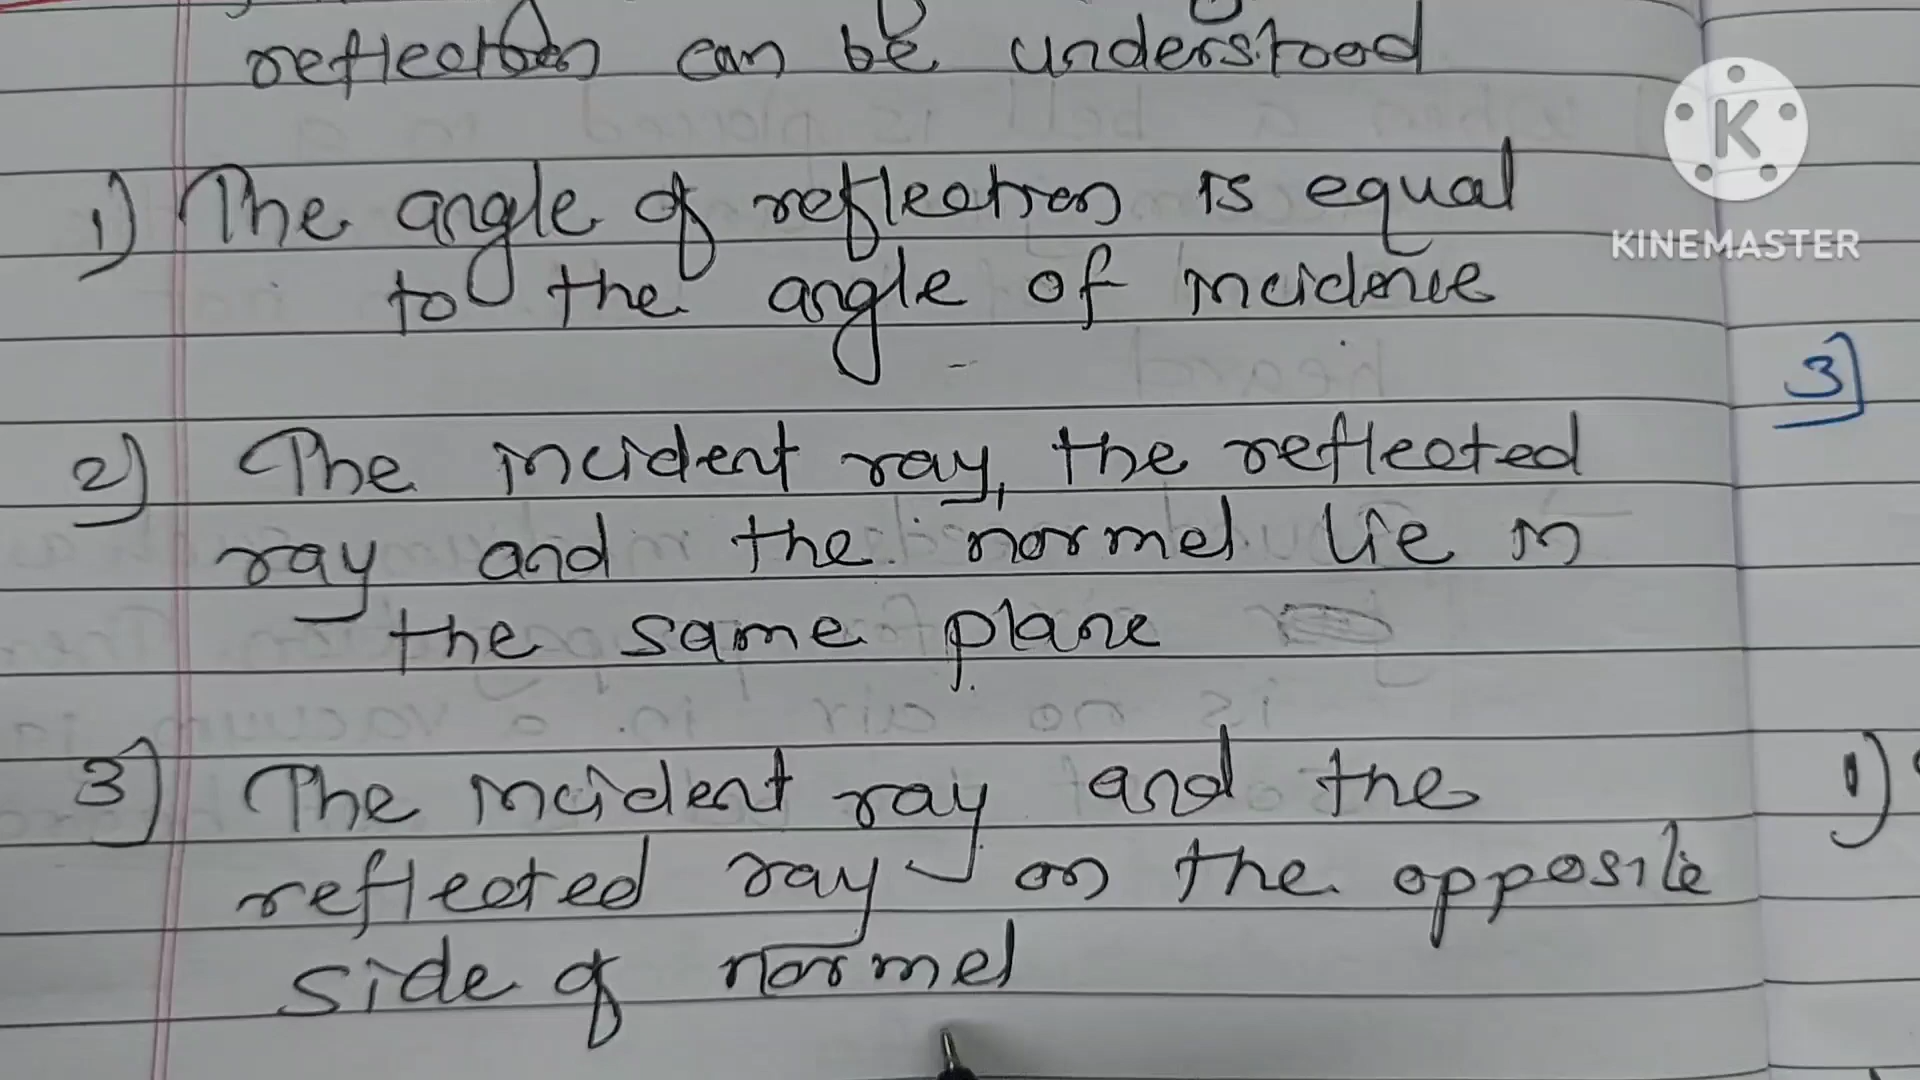 reflection can be understood
1) The angle of reflection is equal
to the angle of incidence
2) The incident ray, the reflected
ray and the normal lie in
the same plane
3) The incident ray and the
reflected ray on the opposite
side of normal
3]
1)
K
KINEMASTER